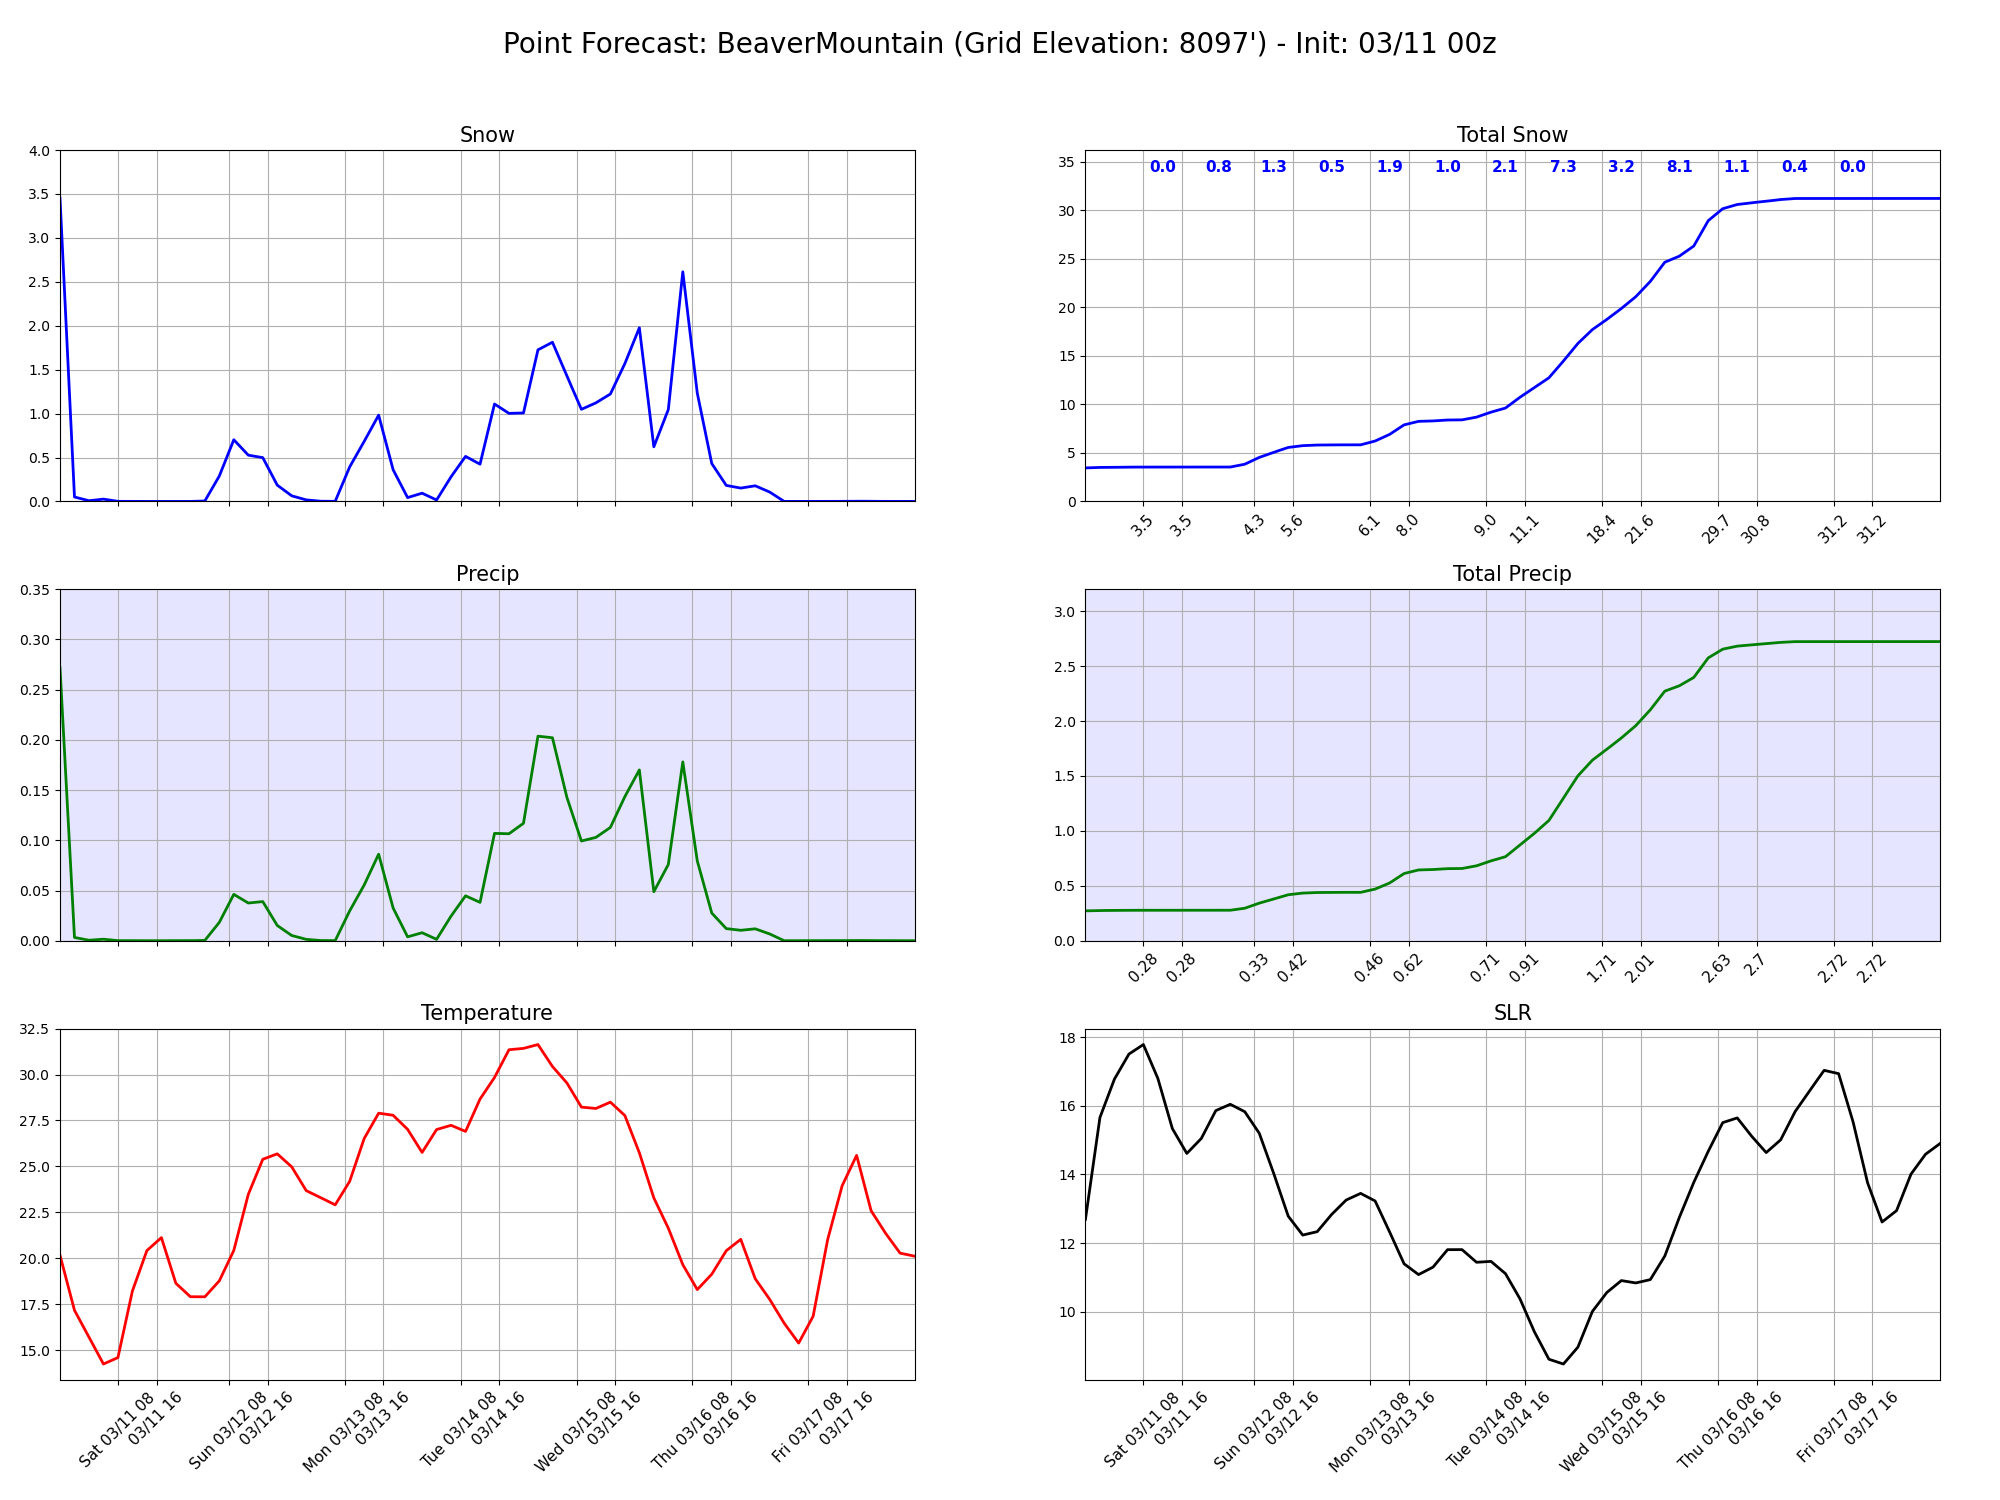 Point Forecast: BeaverMountain (Grid Elevation: 8097') - Init: 03/11 00z
Snow
4.0
3.5
3.0
2.5
2.0
1.5
1.0
0.5
0.0
Total Snow
35
30
25
20
15
10
5
0
0.0 0.8 1.3 0.5 1.9 1.0 2.1 7.3 3.2 8.1 1.1 0.4 0.0
3.5 3.5 4.3 5.6 6.1 8.0 9.0 11.1 18.4 21.6 29.7 30.8 31.2 31.2
Precip
0.35
0.30
0.25
0.20
0.15
0.10
0.05
0.00
Total Precip
3.0
2.5
2.0
1.5
1.0
0.5
0.0
0.28 0.28 0.33 0.42 0.46 0.62 0.71 0.91 1.71 2.01 2.63 2.7 2.72 2.72
Temperature
32.5
30.0
27.5
25.0
22.5
20.0
17.5
15.0
Sat 03/11 08
03/11 16
Sun 03/12 08
03/12 16
Mon 03/13 08
03/13 16
Tue 03/14 08
03/14 16
Wed 03/15 08
03/15 16
Thu 03/16 08
03/16 16
Fri 03/17 08
03/17 16
SLR
18
16
14
12
10
Sat 03/11 08
03/11 16
Sun 03/12 08
03/12 16
Mon 03/13 08
03/13 16
Tue 03/14 08
03/14 16
Wed 03/15 08
03/15 16
Thu 03/16 08
03/16 16
Fri 03/17 08
03/17 16